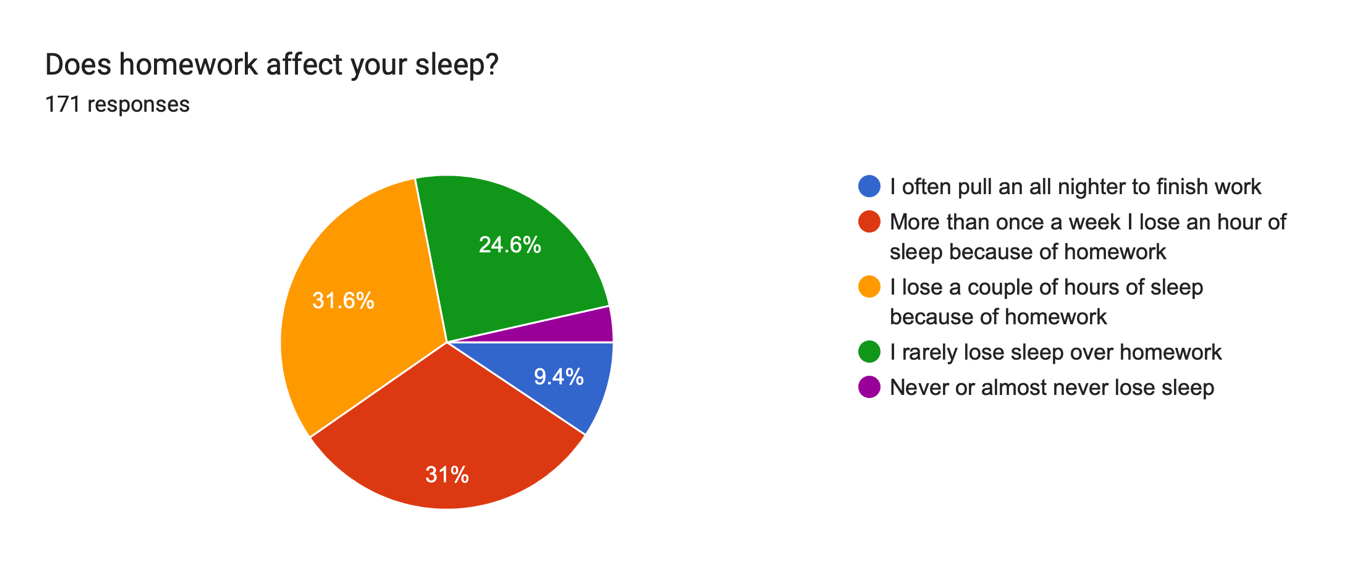 Does homework affect your sleep?
171 responses
I often pull an all nighter to finish work
More than once a week I lose an hour of
sleep because of homework
I lose a couple of hours of sleep
because of homework
I rarely lose sleep over homework
Never or almost never lose sleep
24.6%
31.6%
9.4%
31%